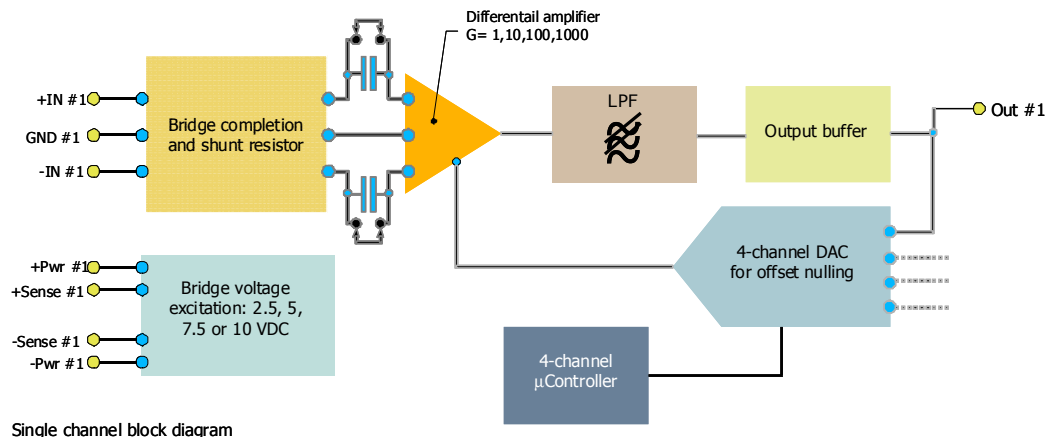 Differentail amplifier
G= 1,10,100,1000
+IN #1
GND #1
-IN #1
Bridge completion
and shunt resistor
LPF
Output buffer
Out #1
+Pwr #1
+Sense #1
-Sense #1
-Pwr #1
Bridge voltage
excitation: 2.5, 5,
7.5 or 10 VDC
4-channel DAC
for offset nulling
4-channel
µController
Single channel block diagram